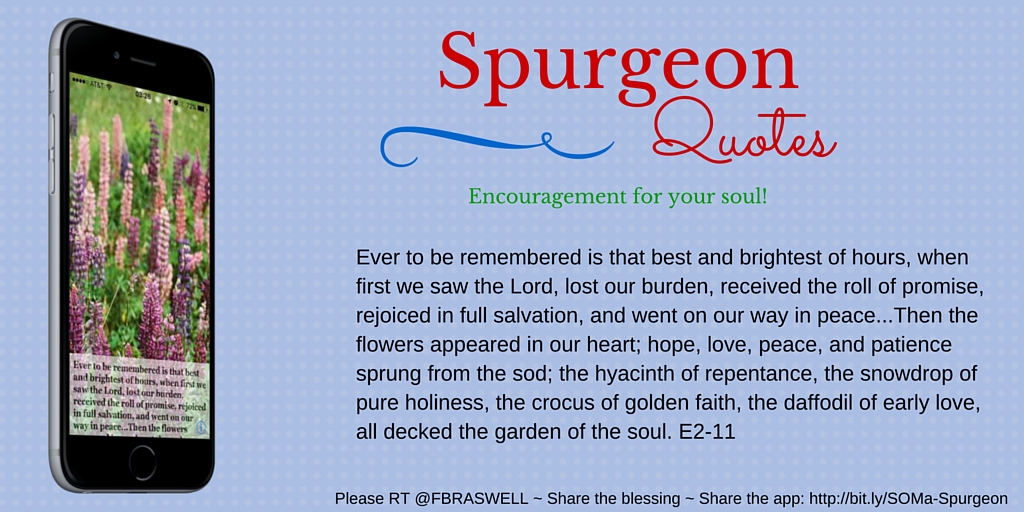 AT&T
03:26
72%
Ever to be remembered is that best
and brightest of hours, when first we
saw the Lord, lost our burden,
received the roll of promise, rejoiced
in full salvation, and went on our
way in peace...Then the flowers
Spurgeon
Quotes
Encouragement for your soul!
Ever to be remembered is that best and brightest of hours, when
first we saw the Lord, lost our burden, received the roll of promise,
rejoiced in full salvation, and went on our way in peace...Then the
flowers appeared in our heart; hope, love, peace, and patience
sprung from the sod; the hyacinth of repentance, the snowdrop of
pure holiness, the crocus of golden faith, the daffodil of early love,
all decked the garden of the soul. E2-11
Please RT @FBRASWELL ~ Share the blessing ~ Share the app: http://bit.ly/SOMa-Spurgeon